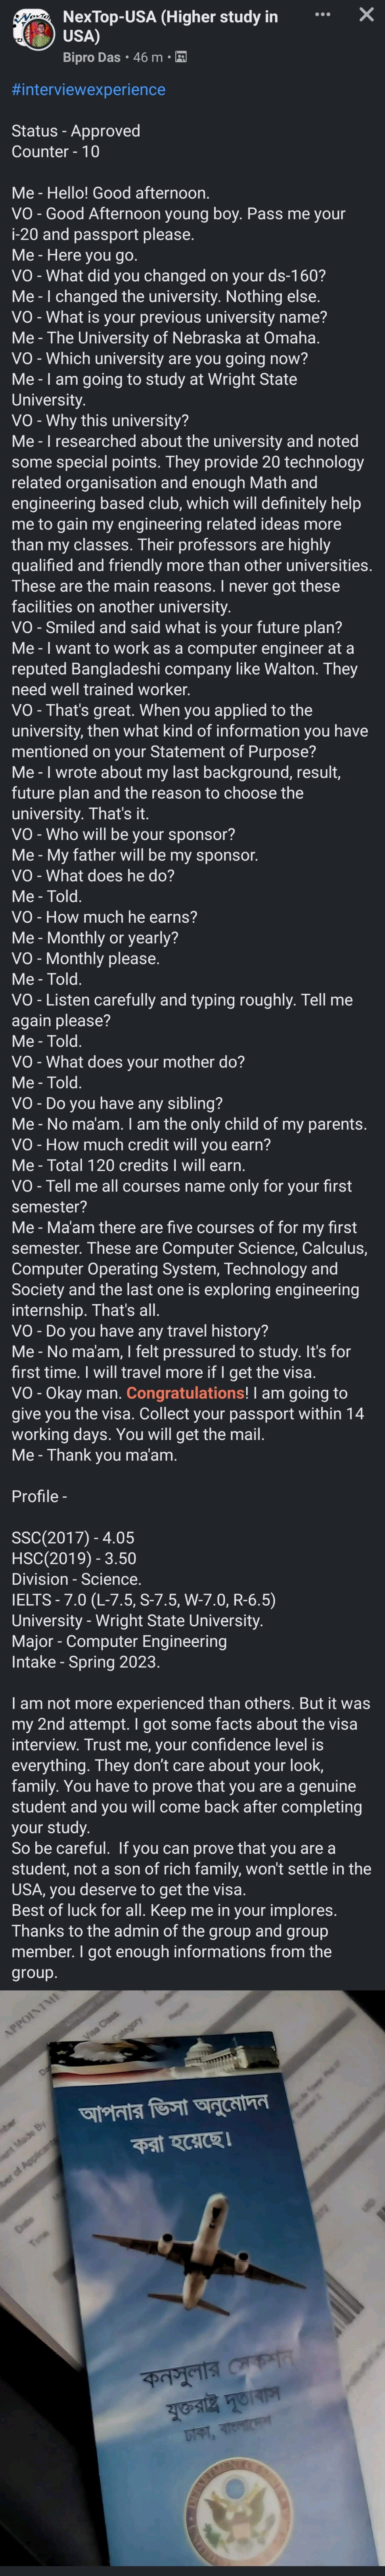 NexTop-USA (Higher study in
USA)
Bipro Das • 46 m •
#interviewexperience
Status - Approved
Counter - 10
Me - Hello! Good afternoon.
VO - Good Afternoon young boy. Pass me your
i-20 and passport please.
Me - Here you go.
VO - What did you changed on your ds-160?
Me - I changed the university. Nothing else.
VO - What is your previous university name?
Me - The University of Nebraska at Omaha.
VO - Which university are you going now?
Me - I am going to study at Wright State
University.
VO - Why this university?
Me - I researched about the university and noted
some special points. They provide 20 technology
related organisation and enough Math and
engineering based club, which will definitely help
me to gain my engineering related ideas more
than my classes. Their professors are highly
qualified and friendly more than other universities.
These are the main reasons. I never got these
facilities on another university.
VO - Smiled and said what is your future plan?
Me - I want to work as a computer engineer at a
reputed Bangladeshi company like Walton. They
need well trained worker.
VO - That's great. When you applied to the
university, then what kind of information you have
mentioned on your Statement of Purpose?
Me - I wrote about my last background, result,
future plan and the reason to choose the
university. That's it.
VO - Who will be your sponsor?
Me - My father will be my sponsor.
VO - What does he do?
Me - Told.
VO - How much he earns?
Me - Monthly or yearly?
VO - Monthly please.
Me - Told.
VO - Listen carefully and typing roughly. Tell me
again please?
Me - Told.
VO - What does your mother do?
Me - Told.
VO - Do you have any sibling?
Me - No ma'am. I am the only child of my parents.
VO - How much credit will you earn?
Me - Total 120 credits I will earn.
VO - Tell me all courses name only for your first
semester?
Me - Ma'am there are five courses of for my first
semester. These are Computer Science, Calculus,
Computer Operating System, Technology and
Society and the last one is exploring engineering
internship. That's all.
VO - Do you have any travel history?
Me - No ma'am, I felt pressured to study. It's for
first time. I will travel more if I get the visa.
VO - Okay man. Congratulations! I am going to
give you the visa. Collect your passport within 14
working days. You will get the mail.
Me - Thank you ma'am.
Profile -
SSC(2017) - 4.05
HSC(2019) - 3.50
Division - Science.
IELTS - 7.0 (L-7.5, S-7.5, W-7.0, R-6.5)
University - Wright State University.
Major - Computer Engineering
Intake - Spring 2023.
I am not more experienced than others. But it was
my 2nd attempt. I got some facts about the visa
interview. Trust me, your confidence level is
everything. They don't care about your look,
family. You have to prove that you are a genuine
student and you will come back after completing
your study.
So be careful.  If you can prove that you are a
student, not a son of rich family, won't settle in the
USA, you deserve to get the visa.
Best of luck for all. Keep me in your implores.
Thanks to the admin of the group and group
member. I got enough informations from the
group.
APPOINTME
Visa Class
Category
আপনার ভিসা অনুমোদন
করা হয়েছে।
Date
Time
কনসুলার সেকশন
যুক্তরাষ্ট্র দূতাবাস
ঢাকা, বাংলাদেশ